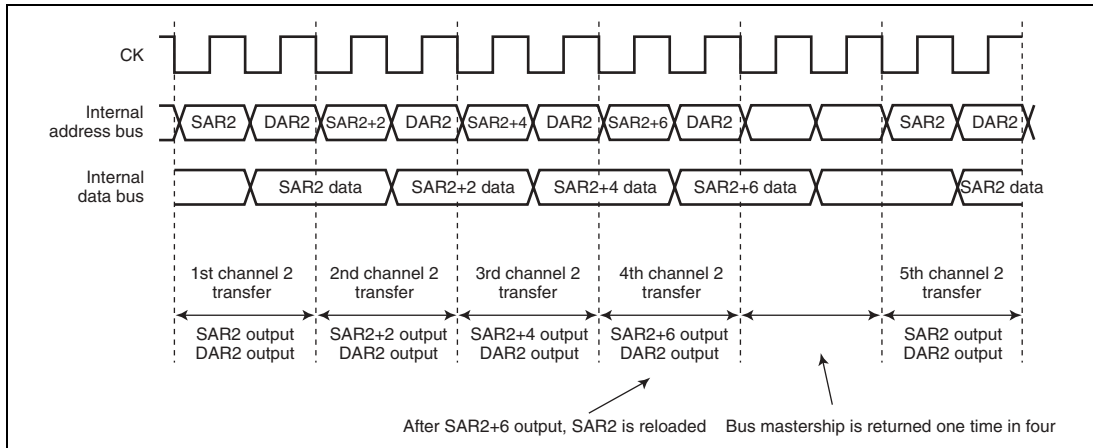 CK
Internal
address bus
SAR2 DAR2 SAR2+2 DAR2 SAR2+4 DAR2 SAR2+6 DAR2 SAR2 DAR2
Internal
data bus
SAR2 data SAR2+2 data SAR2+4 data SAR2+6 data SAR2 data
1st channel 2
transfer
2nd channel 2
transfer
3rd channel 2
transfer
4th channel 2
transfer
5th channel 2
transfer
SAR2 output
DAR2 output
SAR2+2 output
DAR2 output
SAR2+4 output
DAR2 output
SAR2+6 output
DAR2 output
SAR2 output
DAR2 output
After SAR2+6 output, SAR2 is reloaded
Bus mastership is returned one time in four